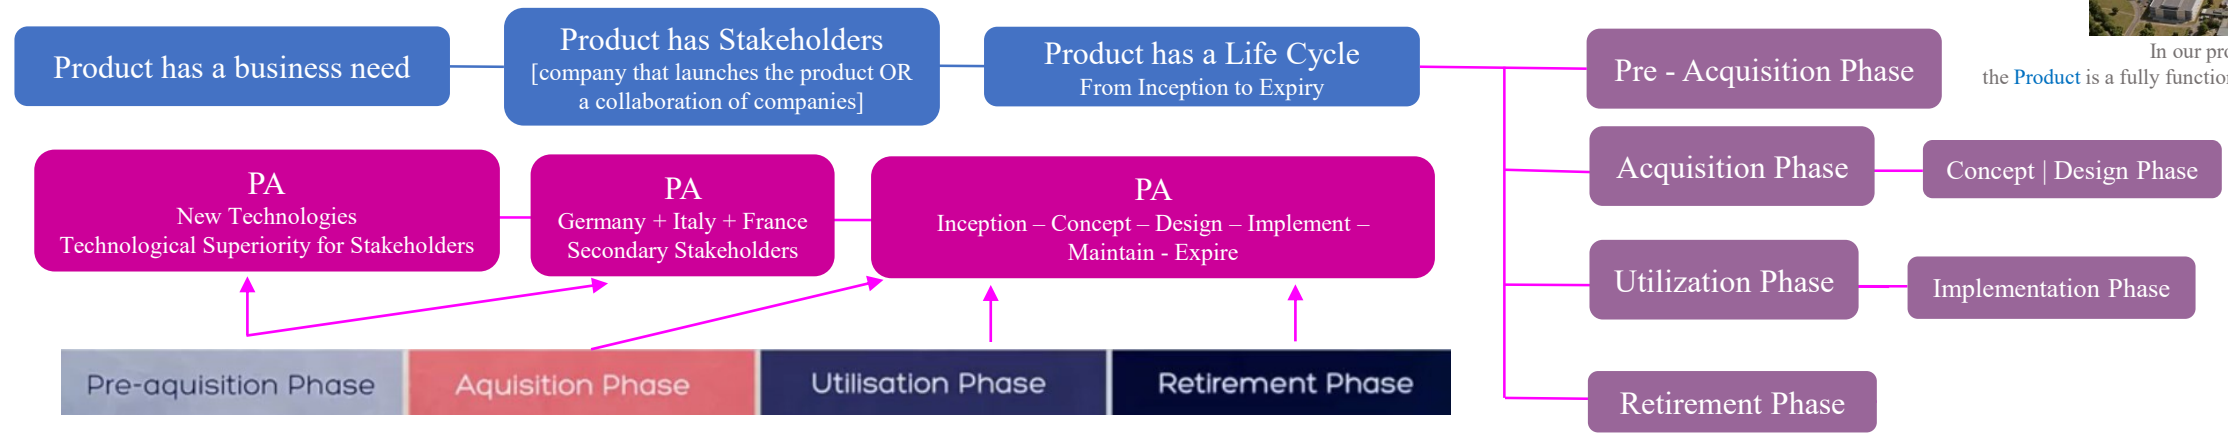 Product has a business need
Product has Stakeholders
[company that launches the product OR
a collaboration of companies]
Product has a Life Cycle
From Inception to Expiry
PA
New Technologies
Technological Superiority for Stakeholders
PA
Germany + Italy + France
Secondary Stakeholders
PA
Inception – Concept – Design – Implement –
Maintain - Expire
Pre-aquisition Phase
Aquisition Phase
Utilisation Phase
Retirement Phase
Pre - Acquisition Phase
Acquisition Phase
Concept | Design Phase
Utilization Phase
Implementation Phase
Retirement Phase
In our
the Product is a fully